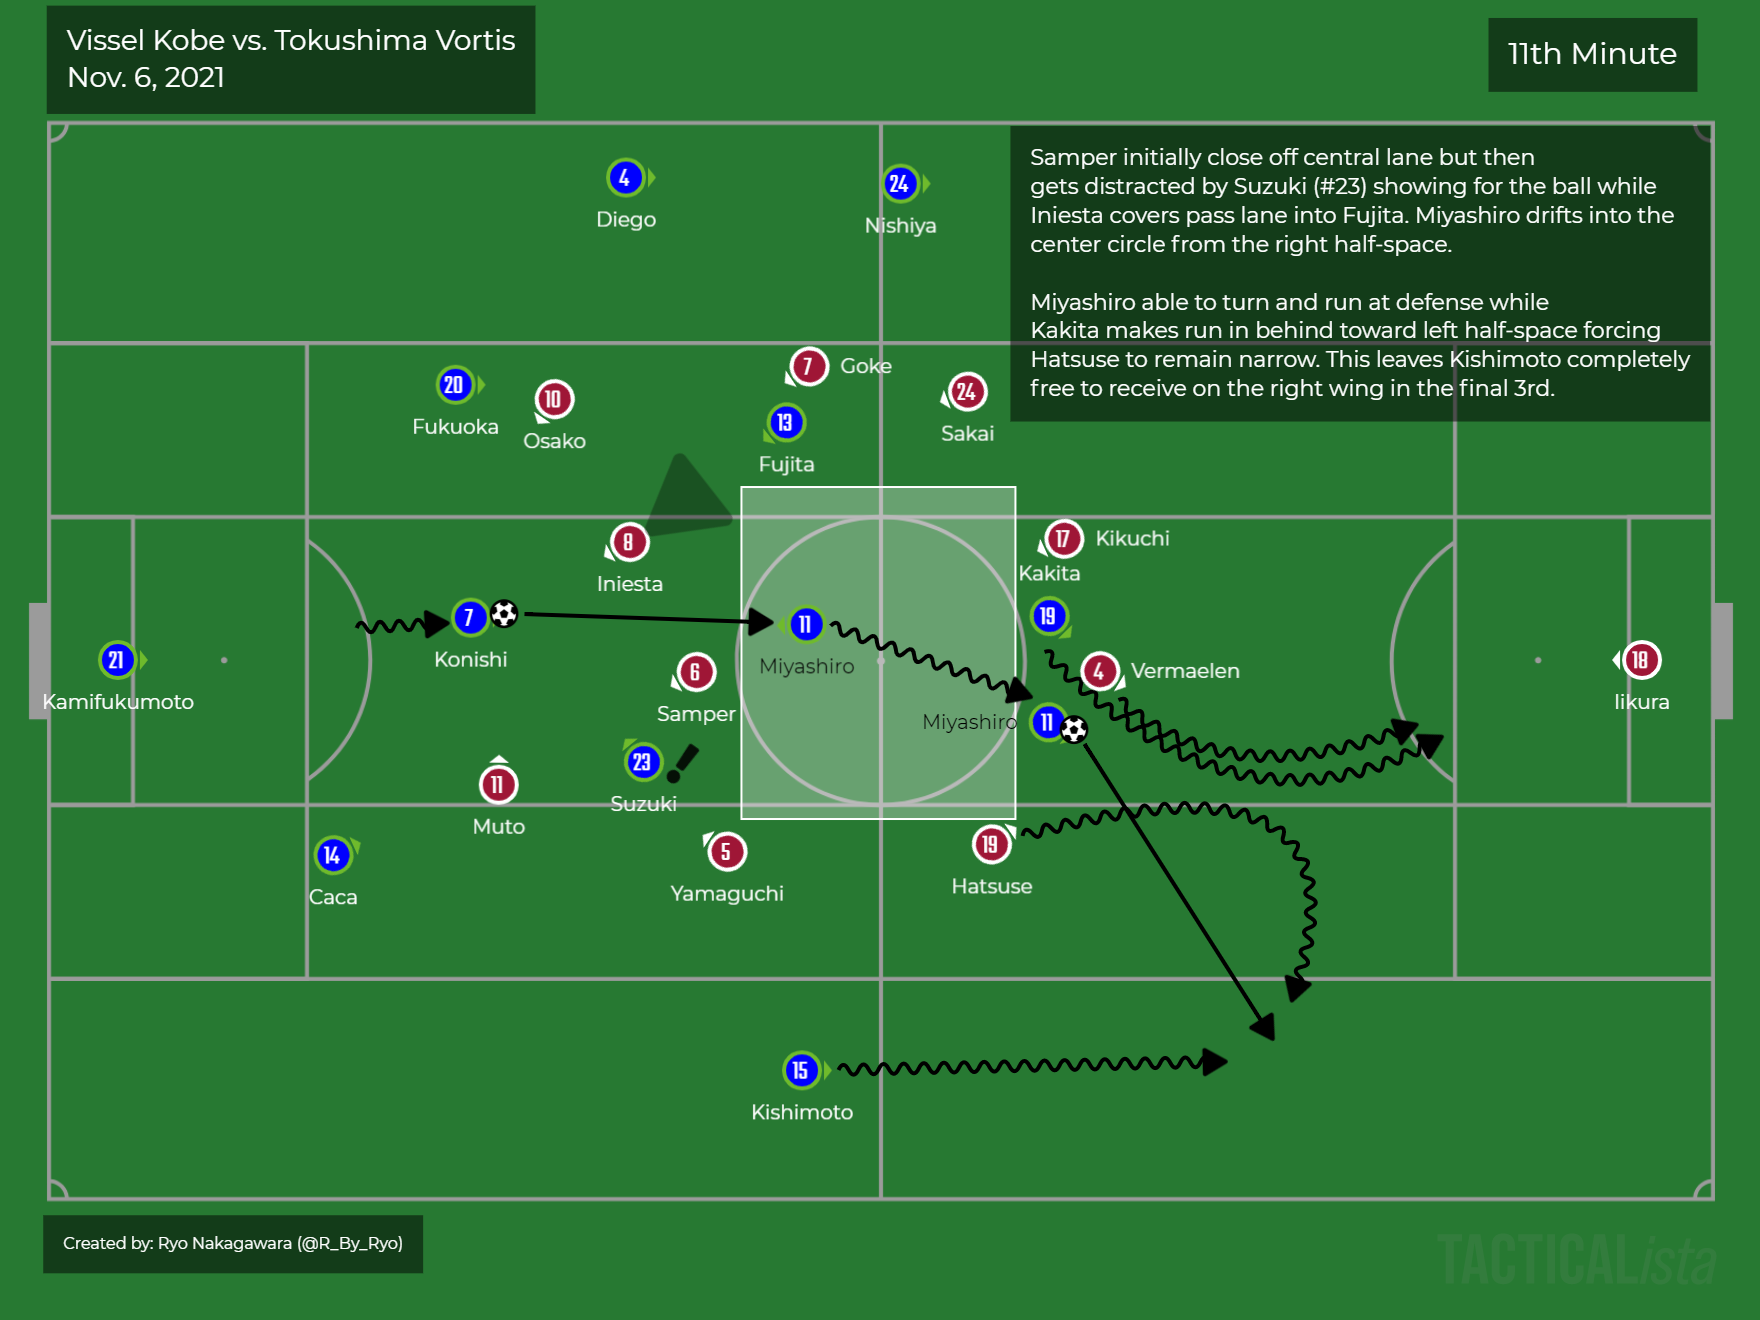 Vissel Kobe vs. Tokushima Vortis
Nov. 6, 2021
11th Minute
Samper initially close off central lane but then
gets distracted by Suzuki (#23) showing for the ball while
Iniesta covers pass lane into Fujita. Miyashiro drifts into the
center circle from the right half-space.
Miyashiro able to turn and run at defense while
Kakita makes run in behind toward left half-space forcing
Hatsuse to remain narrow. This leaves Kishimoto completely
free to receive on the right wing in the final 3rd.
4
Diego
24
Nishiya
7 Goke
20
Fukuoka
10
Osako
24
Sakai
13
Fujita
8
Iniesta
17 Kikuchi
Kakita
19
7
Konishi
11
Miyashiro
21
Kamifukumoto
6
Samper
4 Vermaelen
18
Iikura
Miyashiro 11
23
Suzuki
11
Muto
14
Caca
5
Yamaguchi
19
Hatsuse
15
Kishimoto
Created by: Ryo Nakagawara (@R_By_Ryo)
TACTICALista